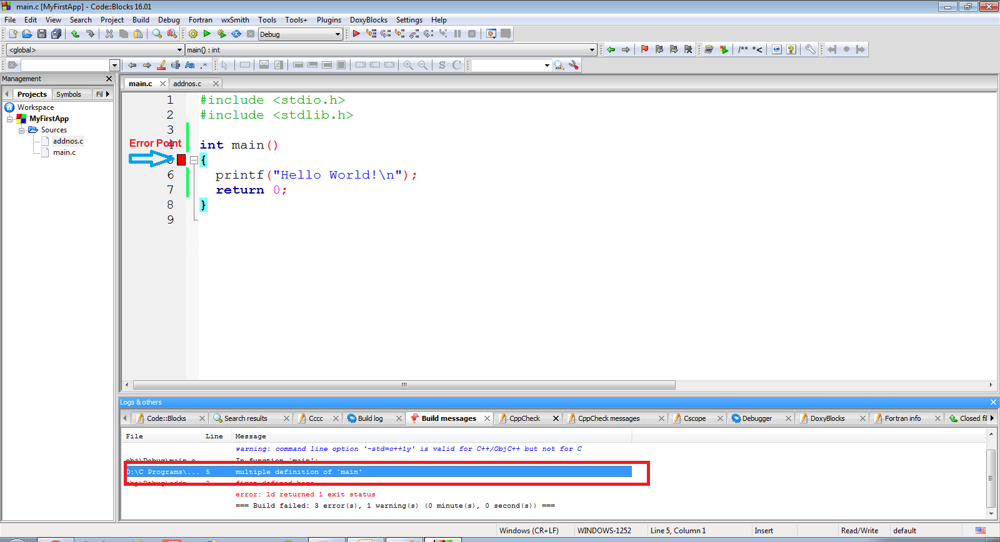 main.c [MyFirstApp] - Code::Blocks 16.01
File Edit View Search Project Build Debug Fortran wxSmith Tools Tools+ Plugins DoxyBlocks Settings Help
Debug
<global> main() : int
/** *<
Aa .*
S C
Management
main.c addnos.c
Projects Symbols Fil
Workspace
MyFirstApp
Sources
addnos.c
main.c
1 #include <stdio.h>
2 #include <stdlib.h>
3
Error Point
4 int main()
5 {
6 printf("Hello World!\n");
7 return 0;
8 }
9
Logs & others
Code::Blocks Search results Cccc Build log Build messages CppCheck CppCheck messages Cscope Debugger DoxyBlocks Fortran info Closed fil
File Line Message
warning: command line option '-std=c++1y' is valid for C++/ObjC++ but not for C
obj\Debug\main.o In function `main':
D:\C Programs\... 5 multiple definition of `main'
obj\Debug\addn... 2 first defined here
error: ld returned 1 exit status
=== Build failed: 3 error(s), 1 warning(s) (0 minute(s), 0 second(s)) ===
Windows (CR+LF) WINDOWS-1252 Line 5, Column 1 Insert Read/Write default